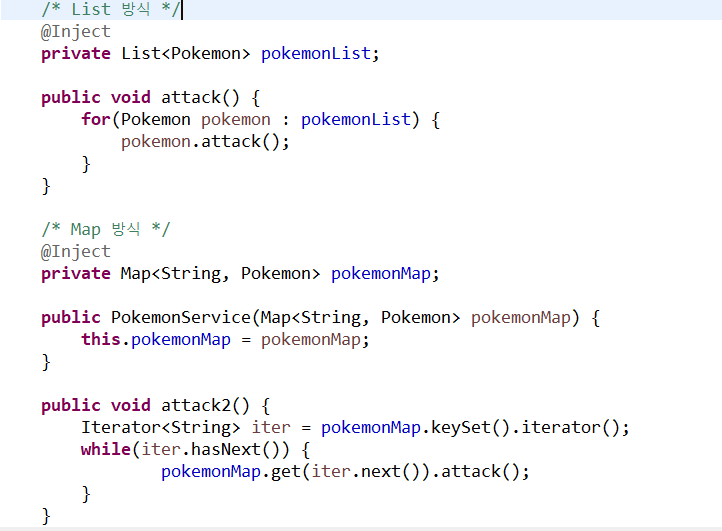 /* List 방식 */
@Inject
private List<Pokemon> pokemonList;
public void attack() {
for(Pokemon pokemon : pokemonList) {
pokemon.attack();
}
}
/* Map 방식 */
@Inject
private Map<String, Pokemon> pokemonMap;
public PokemonService(Map<String, Pokemon> pokemonMap) {
this.pokemonMap = pokemonMap;
}
public void attack2() {
Iterator<String> iter = pokemonMap.keySet().iterator();
while(iter.hasNext()) {
pokemonMap.get(iter.next()).attack();
}
}